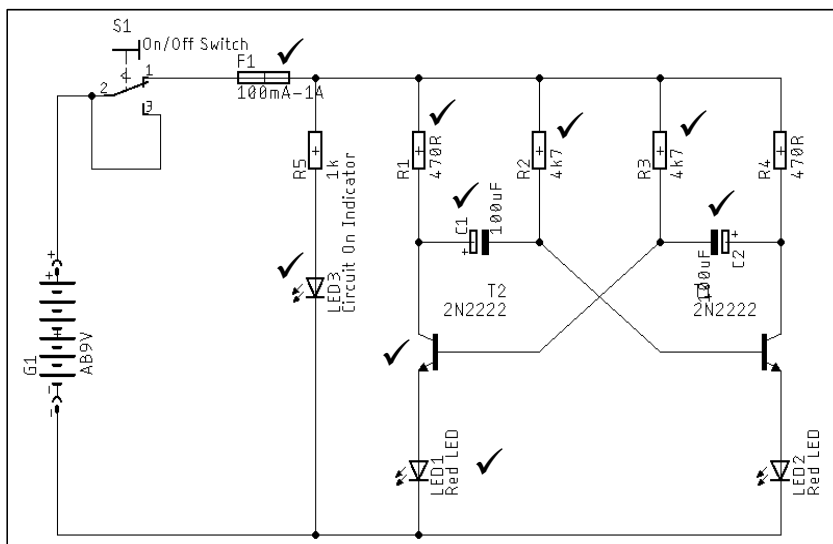 S1
On/Off Switch
1
2
3
F1
100mA-1A
R5
1k
Circuit On Indicator
LED3
R1
470R
R2
4k7
R3
4k7
R4
470R
C1
100uF
+
C2
100uF
+
T2
2N2222
2N2222
G1
AB9V
+
+
-
-
LED1
Red LED
LED2
Red LED